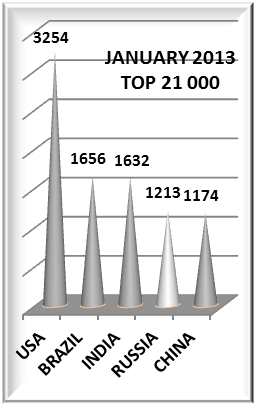 JANUARY 2013
TOP 21 000
3254
1656
1632
1213
1174
USA
BRAZIL
INDIA
RUSSIA
CHINA